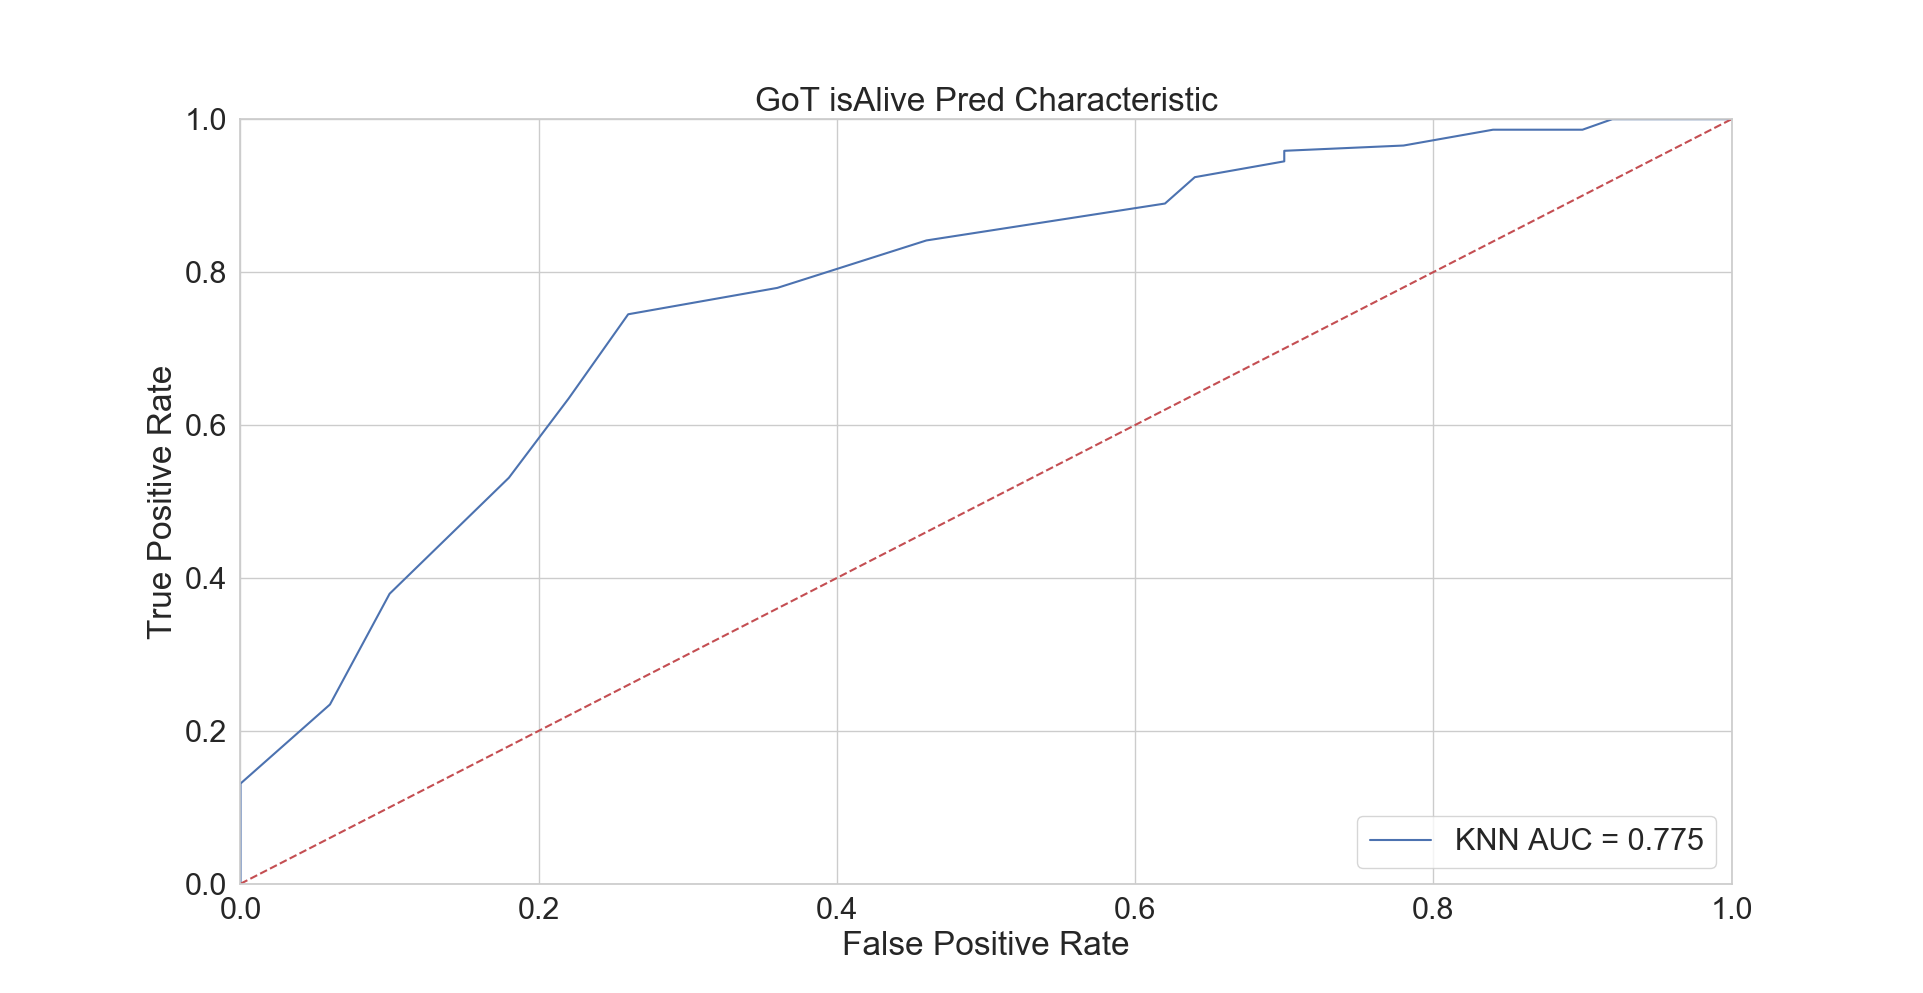 GoT isAlive Pred Characteristic
1.0
0.8
0.6
0.4
0.2
0.0
True Positive Rate
KNN AUC = 0.775
0.0 0.2 0.4 0.6 0.8 1.0
False Positive Rate